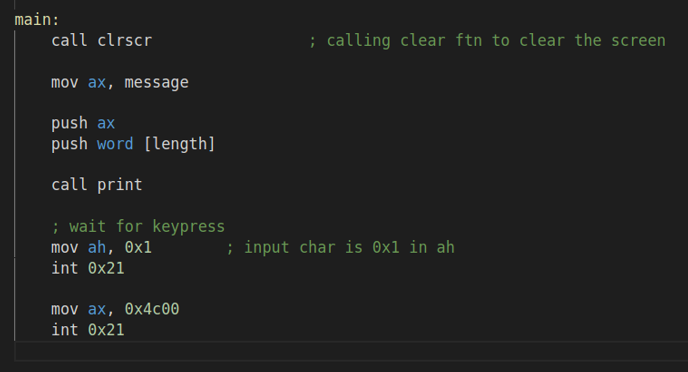 main:
    call clrscr                 ; calling clear ftn to clear the screen
    mov ax, message
    push ax
    push word [length]
    call print
    ; wait for keypress
    mov ah, 0x1        ; input char is 0x1 in ah
    int 0x21
    mov ax, 0x4c00
    int 0x21